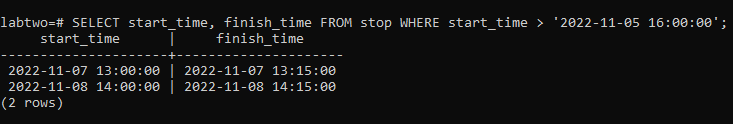 labtwo=# SELECT start_time, finish_time FROM stop WHERE start_time > '2022-11-05 16:00:00';
     start_time      |     finish_time
---------------------+---------------------
 2022-11-07 13:00:00 | 2022-11-07 13:15:00
 2022-11-08 14:00:00 | 2022-11-08 14:15:00
(2 rows)